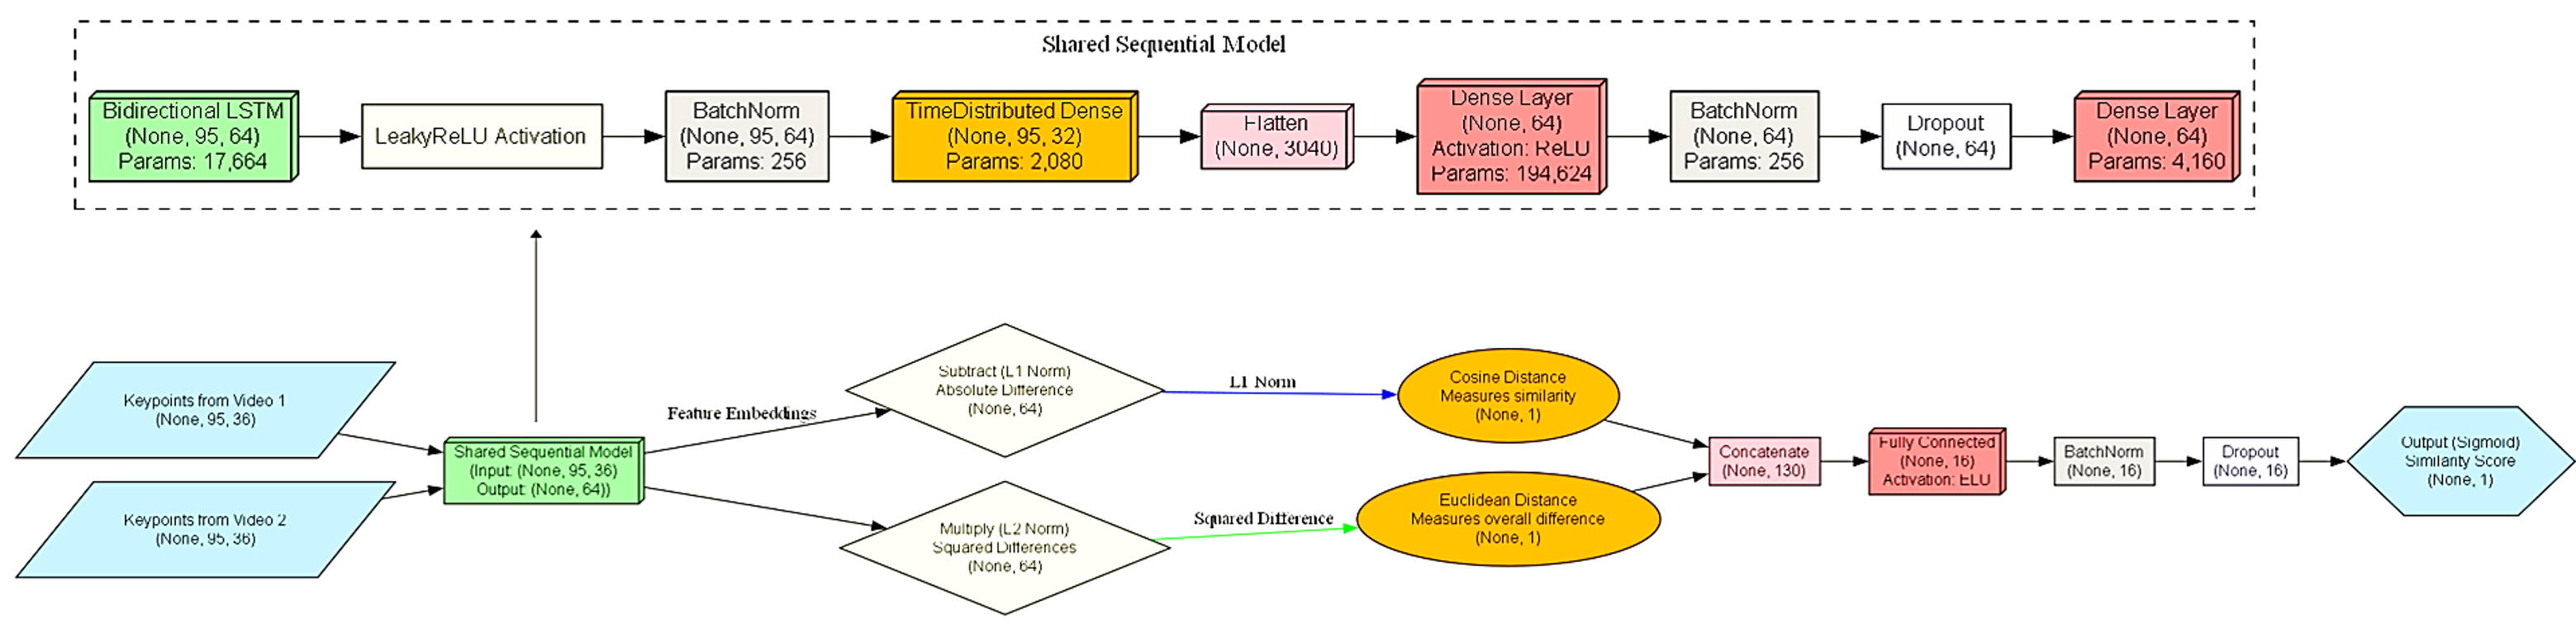 Shared Sequential Model
Bidirectional LSTM
(None, 95, 64)
Params: 17,664
LeakyReLU Activation
BatchNorm
(None, 95, 64)
Params: 256
TimeDistributed Dense
(None, 95, 32)
Params: 2,080
Flatten
(None, 3040)
Dense Layer
(None, 64)
Activation: ReLU
Params: 194,624
BatchNorm
(None, 64)
Params: 256
Dropout
(None, 64)
Dense Layer
(None, 64)
Params: 4,160
Keypoints from Video 1
(None, 95, 36)
Keypoints from Video 2
(None, 95, 36)
Shared Sequential Model
(Input: (None, 95, 36)
Output: (None, 64))
Feature Embeddings
Subtract (L1 Norm)
Absolute Difference
(None, 64)
Multiply (L2 Norm)
Squared Differences
(None, 64)
L1 Norm
Squared Difference
Cosine Distance
Measures similarity
(None, 1)
Euclidean Distance
Measures overall difference
(None, 1)
Concatenate
(None, 130)
Fully Connected
(None, 16)
Activation: ELU
BatchNorm
(None, 16)
Dropout
(None, 16)
Output (Sigmoid)
Similarity Score
(None, 1)